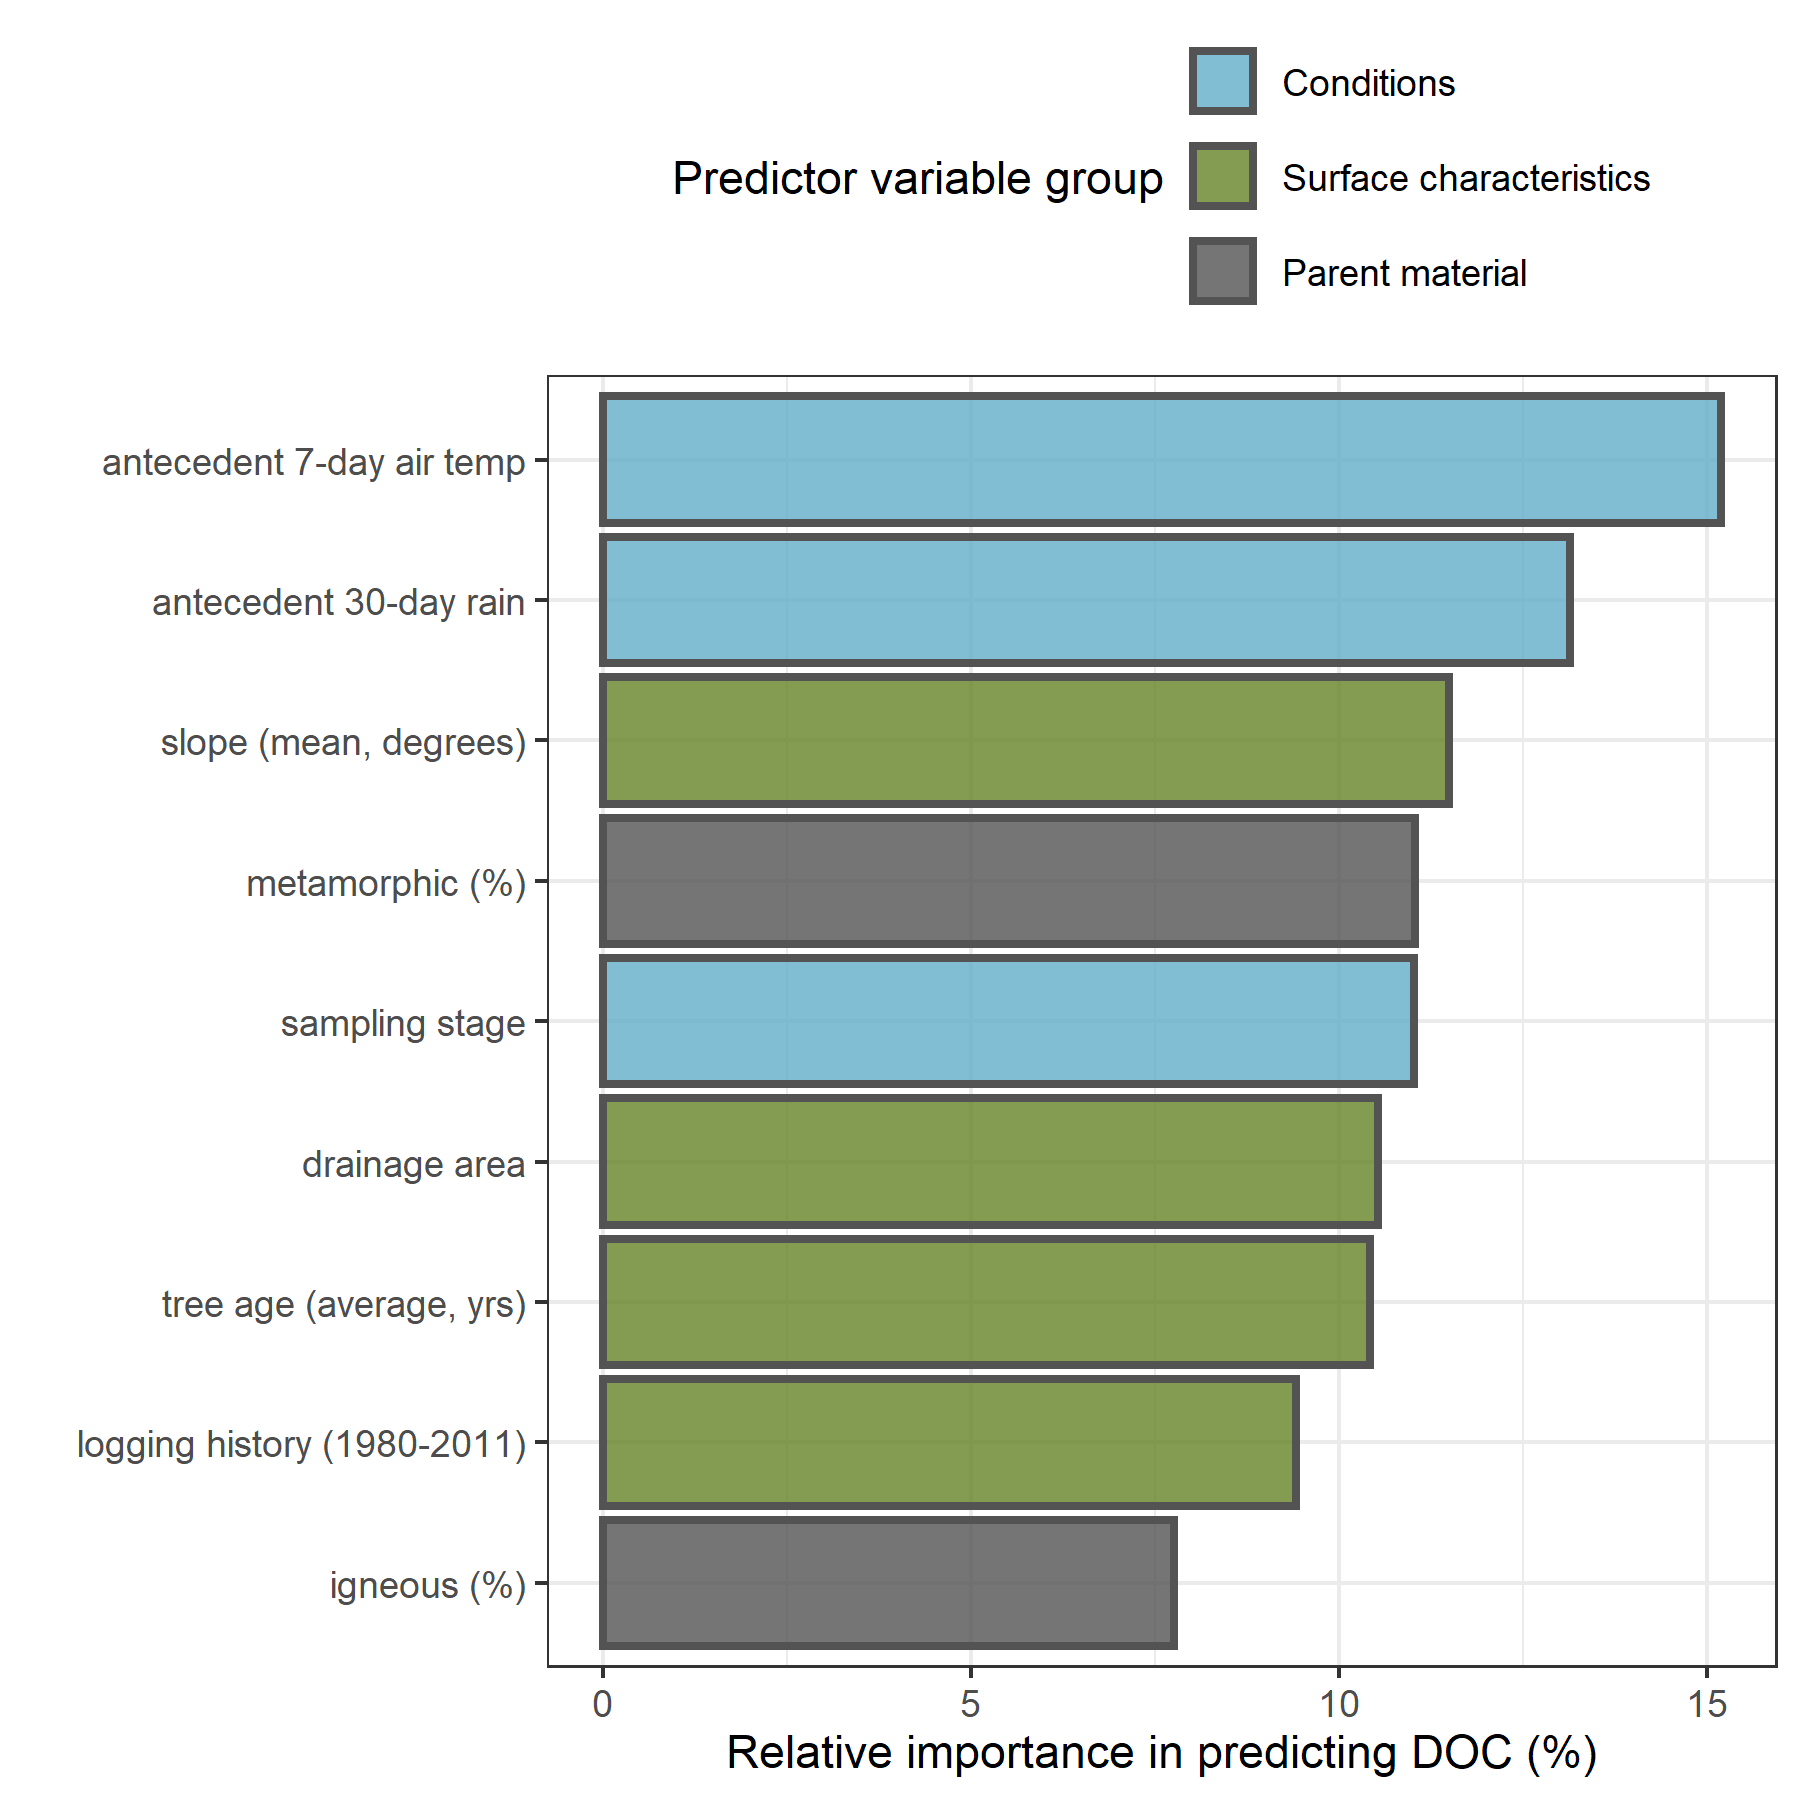 Predictor variable group
Conditions
Surface characteristics
Parent material
antecedent 7-day air temp
antecedent 30-day rain
slope (mean, degrees)
metamorphic (%)
sampling stage
drainage area
tree age (average, yrs)
logging history (1980-2011)
igneous (%)
0 5 10 15
Relative importance in predicting DOC (%)